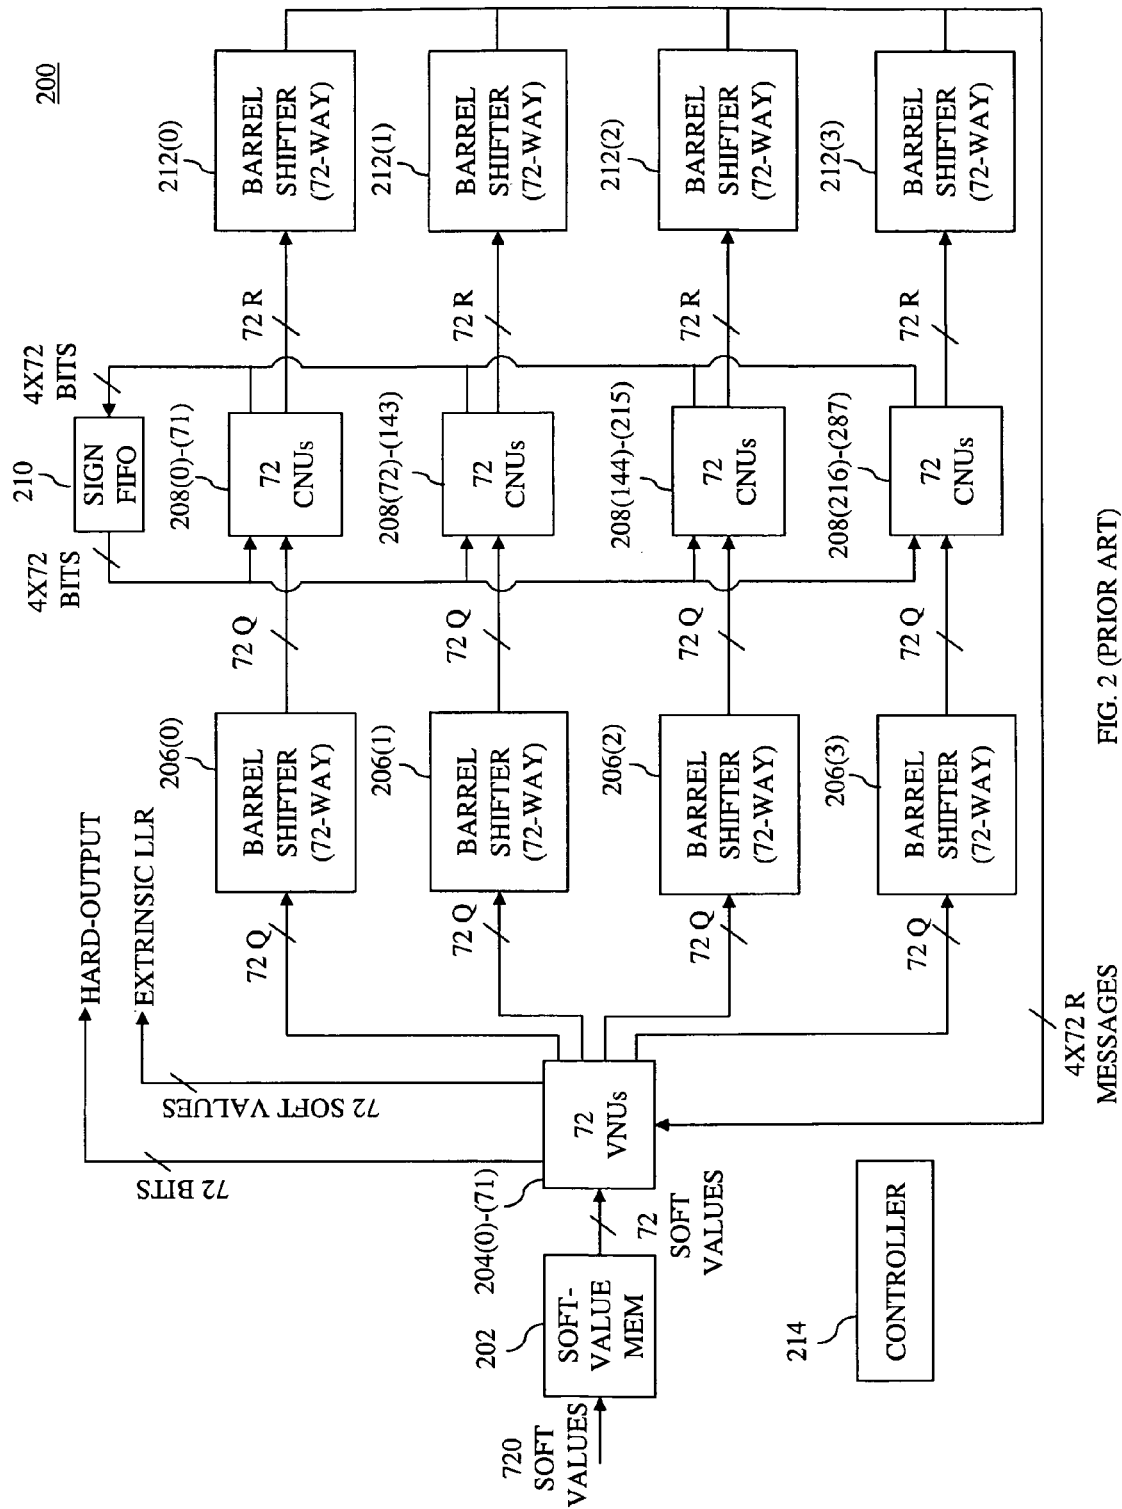 200
HARD-OUTPUT
EXTRINSIC LLR
72 BITS
72 SOFT VALUES
720
SOFT
VALUES
202
SOFT-
VALUE
MEM
72
SOFT
VALUES
204(0)-(71)
72
VNUs
72 Q
206(0)
BARREL
SHIFTER
(72-WAY)
72 Q
4X72
BITS
210
SIGN
FIFO
4X72
BITS
208(0)-(71)
72
CNUs
72 R
212(0)
BARREL
SHIFTER
(72-WAY)
72 Q
206(1)
BARREL
SHIFTER
(72-WAY)
72 Q
208(72)-(143)
72
CNUs
72 R
212(1)
BARREL
SHIFTER
(72-WAY)
72 Q
206(2)
BARREL
SHIFTER
(72-WAY)
72 Q
208(144)-(215)
72
CNUs
72 R
212(2)
BARREL
SHIFTER
(72-WAY)
72 Q
206(3)
BARREL
SHIFTER
(72-WAY)
72 Q
208(216)-(287)
72
CNUs
72 R
212(3)
BARREL
SHIFTER
(72-WAY)
214
CONTROLLER
4X72 R
MESSAGES
FIG. 2 (PRIOR ART)